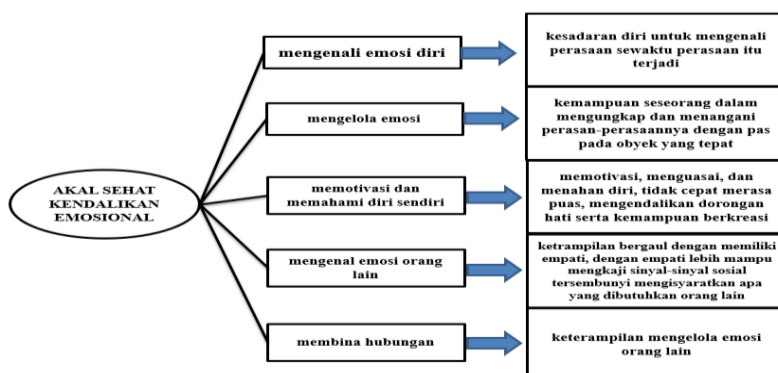 AKAL SEHAT
KENDALIKAN
EMOSIONAL
mengenali emosi diri
kesadaran diri untuk mengenali
perasaan sewaktu perasaan itu
terjadi
mengelola emosi
kemampuan seseorang dalam
mengungkap dan menangani
perasan-perasaannya dengan pas
pada obyek yang tepat
memotivasi dan
memahami diri sendiri
memotivasi, menguasai, dan
menahan diri, tidak cepat merasa
puas, mengendalikan dorongan
hati serta kemampuan berkreasi
mengenal emosi orang
lain
ketrampilan bergaul dengan memiliki
empati, dengan empati lebih mampu
mengkaji sinyal-sinyal sosial
tersembunyi mengisyaratkan apa
yang dibutuhkan orang lain
membina hubungan
keterampilan mengelola emosi
orang lain